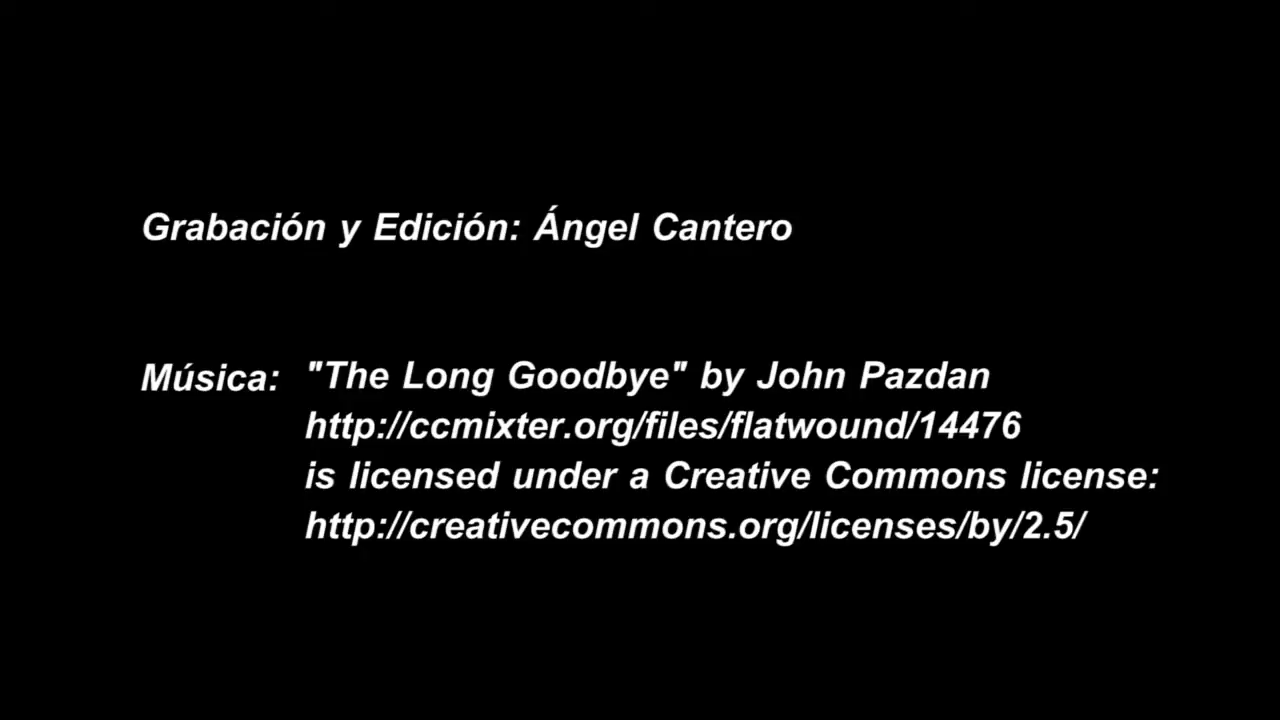 Grabación y Edición: Ángel Cantero
Música: "The Long Goodbye" by John Pazdan
http://ccmixter.org/files/flatwound/14476
is licensed under a Creative Commons license:
http://creativecommons.org/licenses/by/2.5/